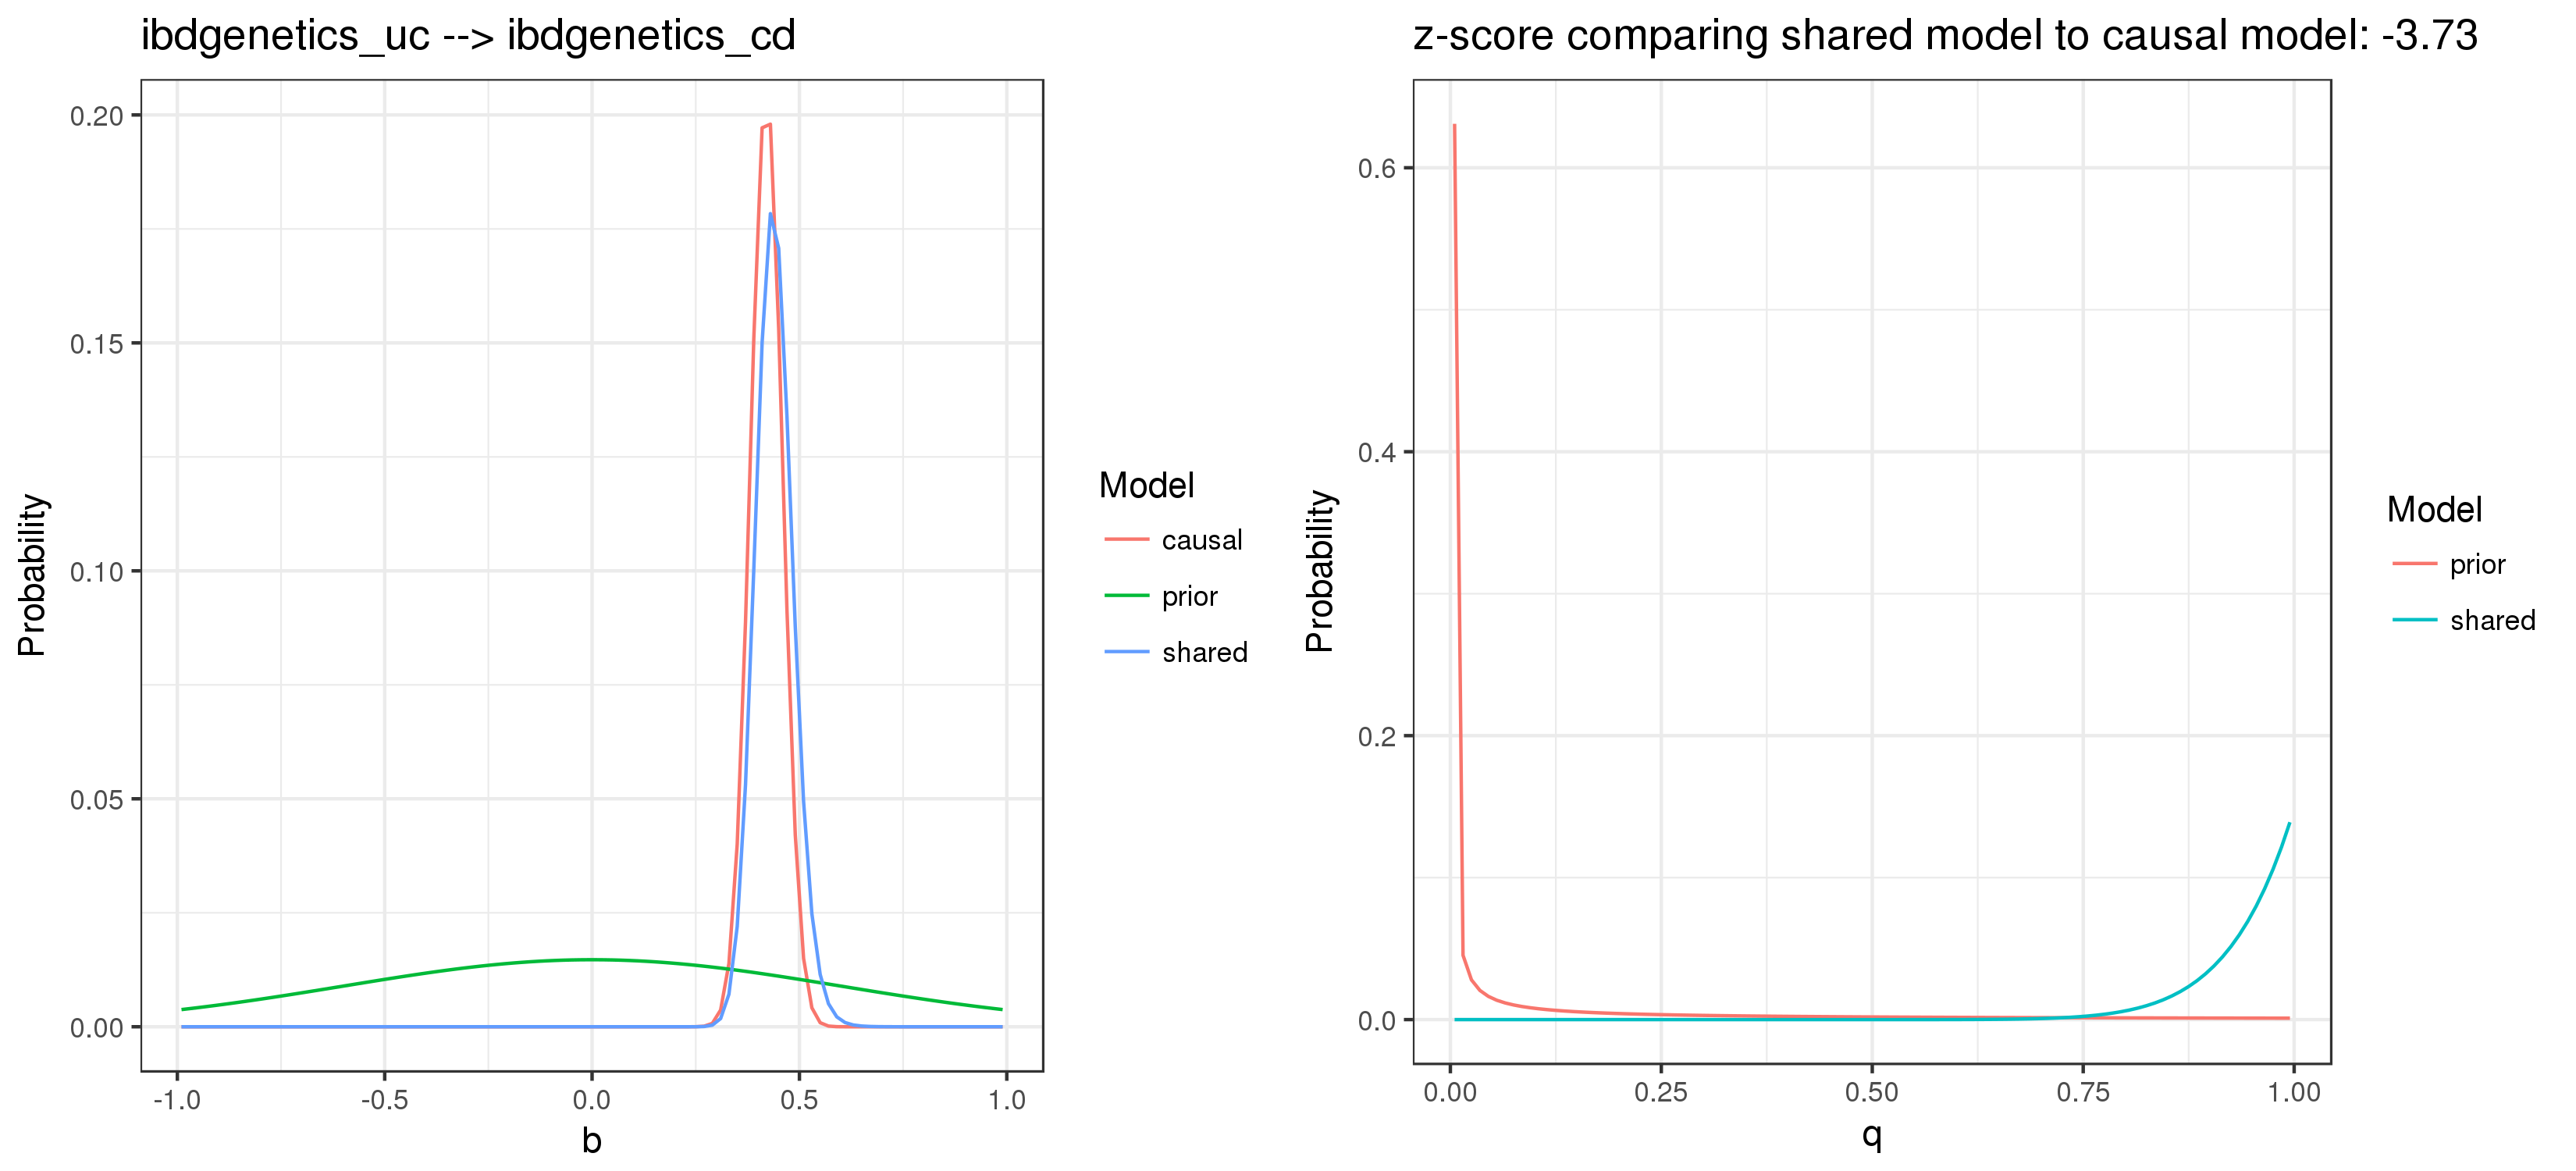 ibdgenetics_uc --> ibdgenetics_cd
0.20
0.15
0.10
0.05
0.00
Probability
-1.0 -0.5 0.0 0.5 1.0
b
Model
causal
prior
shared
z-score comparing shared model to causal model: -3.73
0.6
0.4
0.2
0.0
Probability
0.00 0.25 0.50 0.75 1.00
q
Model
prior
shared